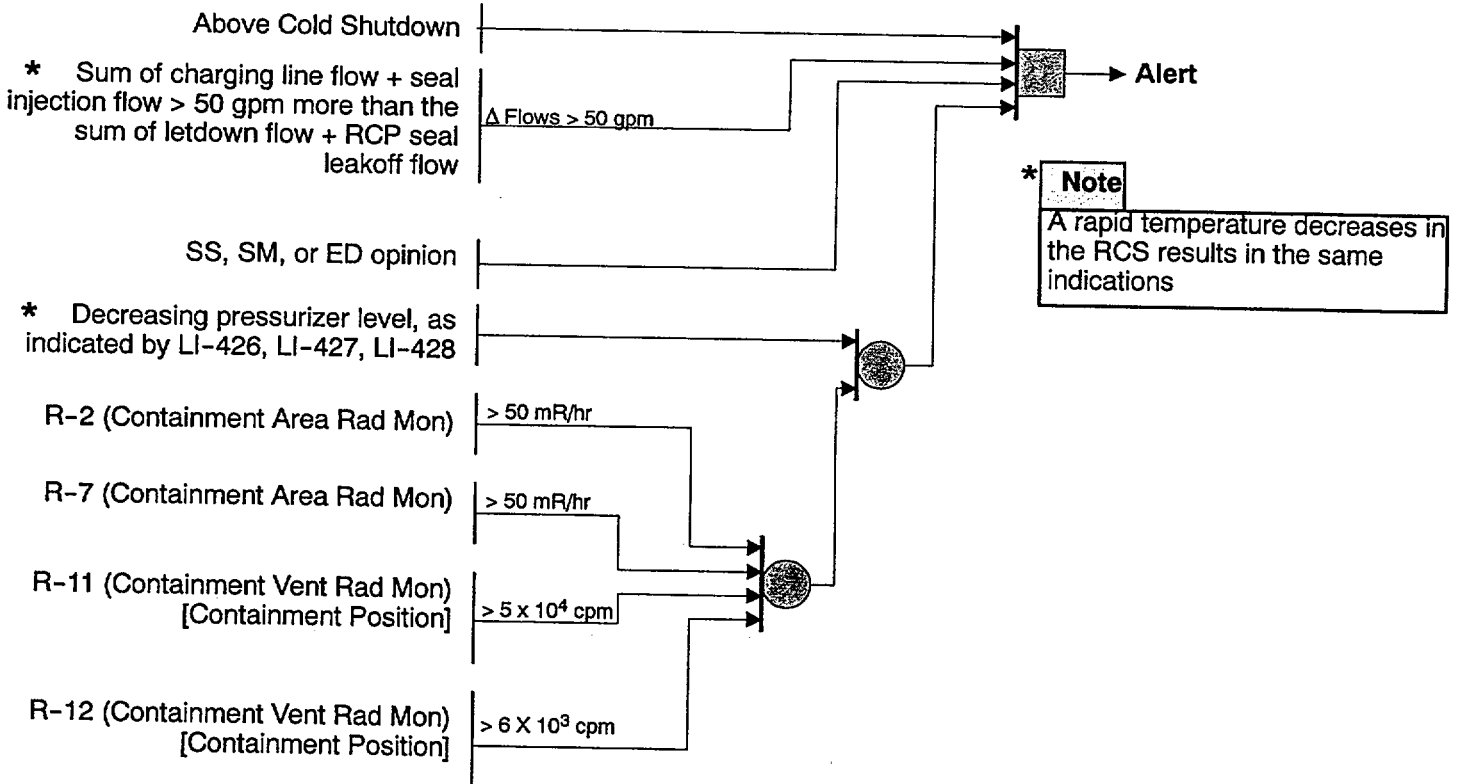 Above Cold Shutdown
* Sum of charging line flow + seal
injection flow > 50 gpm more than the
sum of letdown flow + RCP seal
leakoff flow
Δ Flows > 50 gpm
Alert
* Note
A rapid temperature decreases in
the RCS results in the same
indications
SS, SM, or ED opinion
* Decreasing pressurizer level, as
indicated by LI-426, LI-427, LI-428
R-2 (Containment Area Rad Mon)
> 50 mR/hr
R-7 (Containment Area Rad Mon)
> 50 mR/hr
R-11 (Containment Vent Rad Mon)
[Containment Position]
> 5 x 10⁴ cpm
R-12 (Containment Vent Rad Mon)
[Containment Position]
> 6 X 10³ cpm